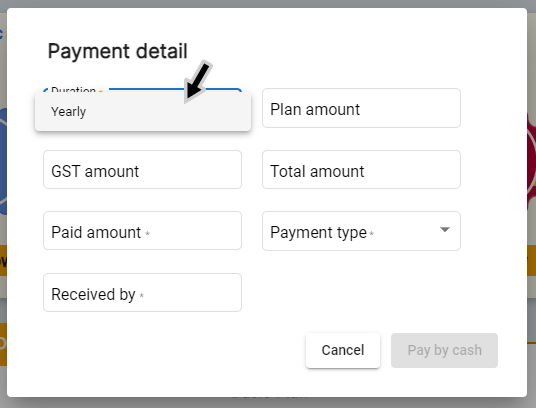 Payment detail
Duration *
Yearly
Plan amount
GST amount
Total amount
Paid amount *
Payment type *
Received by *
Cancel
Pay by cash